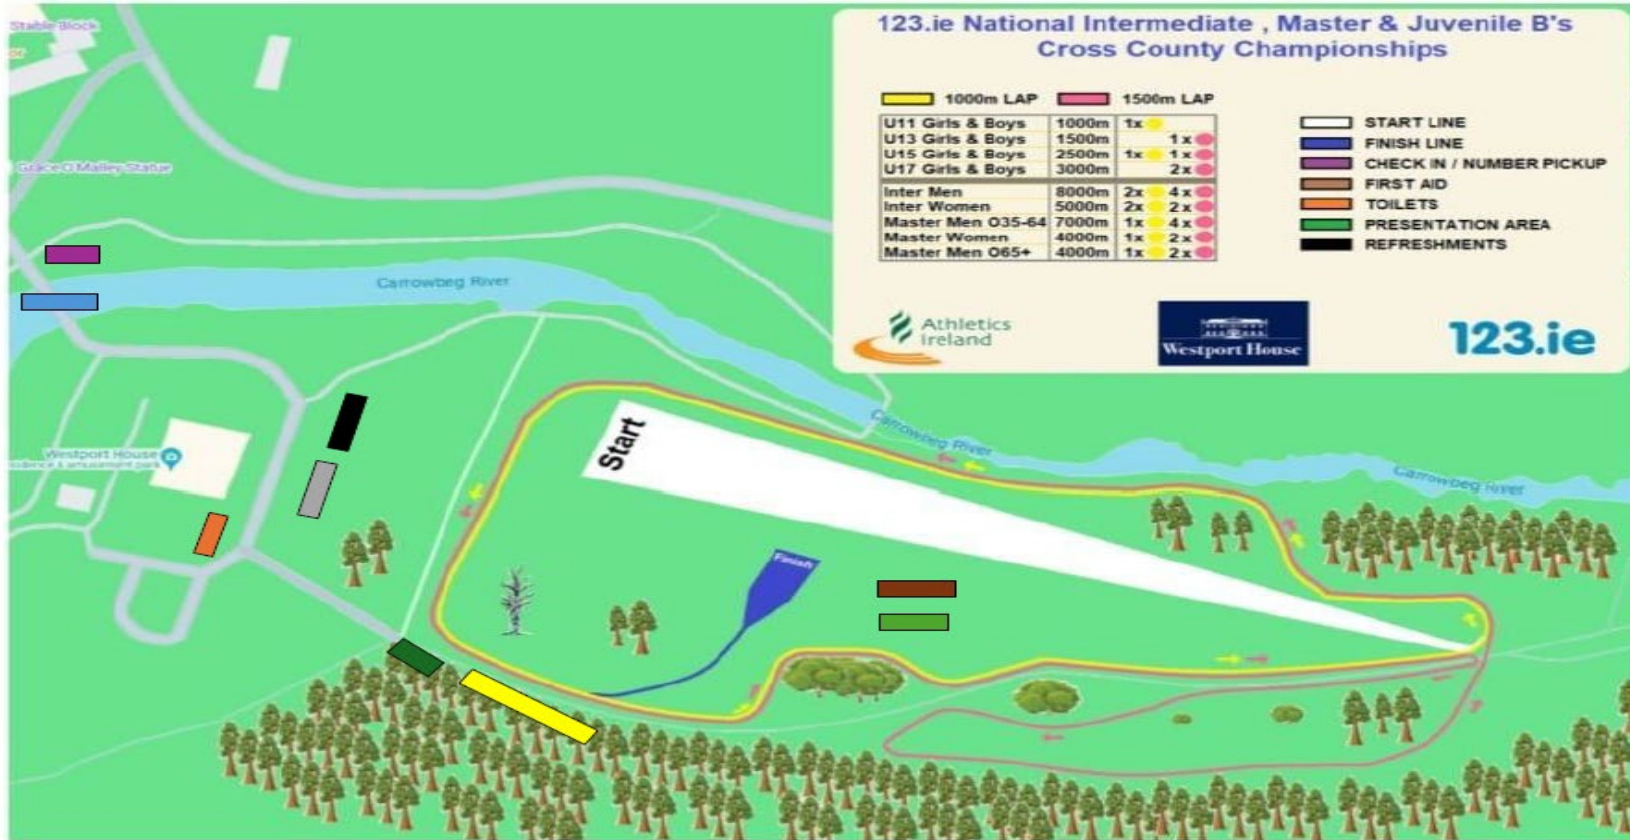 Stable Block
or
Grace O Malley Statue
Carrowbeg River
Westport House
residence & amusement park
Start
Finish
Carrowbeg River
Carrowbeg River
123.ie National Intermediate , Master & Juvenile B's
Cross County Championships
1000m LAP 1500m LAP
U11 Girls & Boys 1000m 1x
U13 Girls & Boys 1500m 1x
U15 Girls & Boys 2500m 1x 1x
U17 Girls & Boys 3000m 2x
Inter Men 8000m 2x 4x
Inter Women 5000m 2x 2x
Master Men O35-64 7000m 1x 4x
Master Women 4000m 1x 2x
Master Men O65+ 4000m 1x 2x
START LINE
FINISH LINE
CHECK IN / NUMBER PICKUP
FIRST AID
TOILETS
PRESENTATION AREA
REFRESHMENTS
Athletics
Ireland
Westport House
123.ie